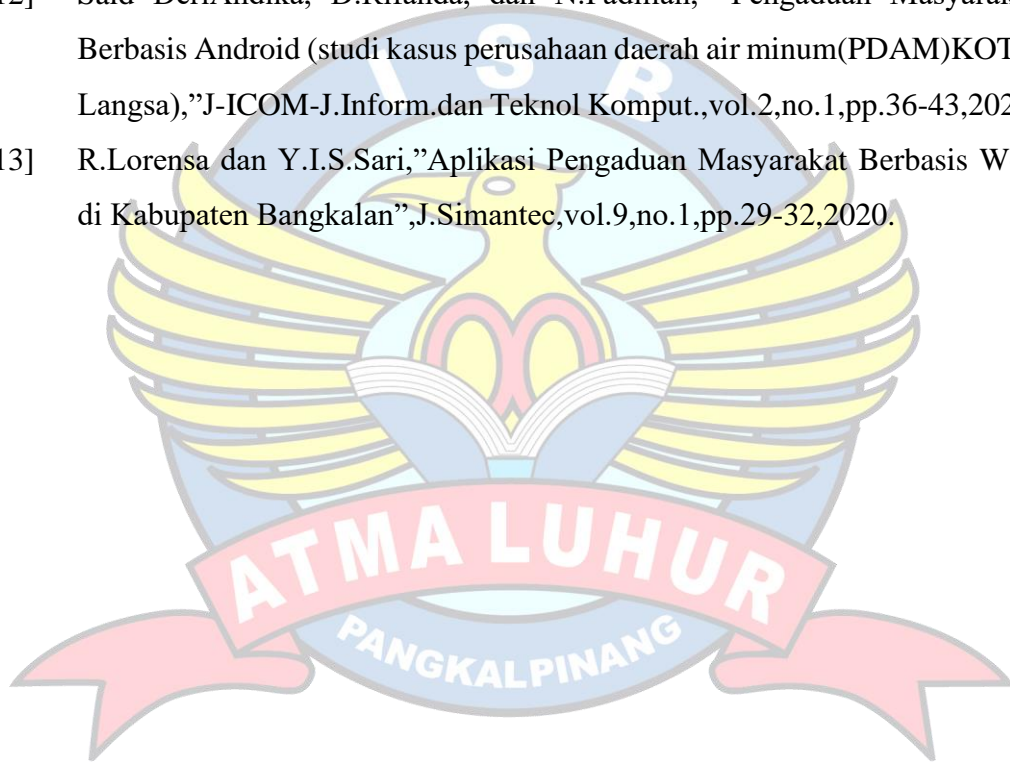 Berbasis Android (studi kasus perusahaan daerah air minum(PDAM)KOT
Langsa),”J-ICOM-J.Inform.dan Teknol Komput.,vol.2,no.1,pp.36-43,202
13] R.Lorensa dan Y.I.S.Sari,”Aplikasi Pengaduan Masyarakat Berbasis W
di Kabupaten Bangkalan”,J.Simantec,vol.9,no.1,pp.29-32,2020.
I S B
ATMA LUHUR
PANGKALPINANG